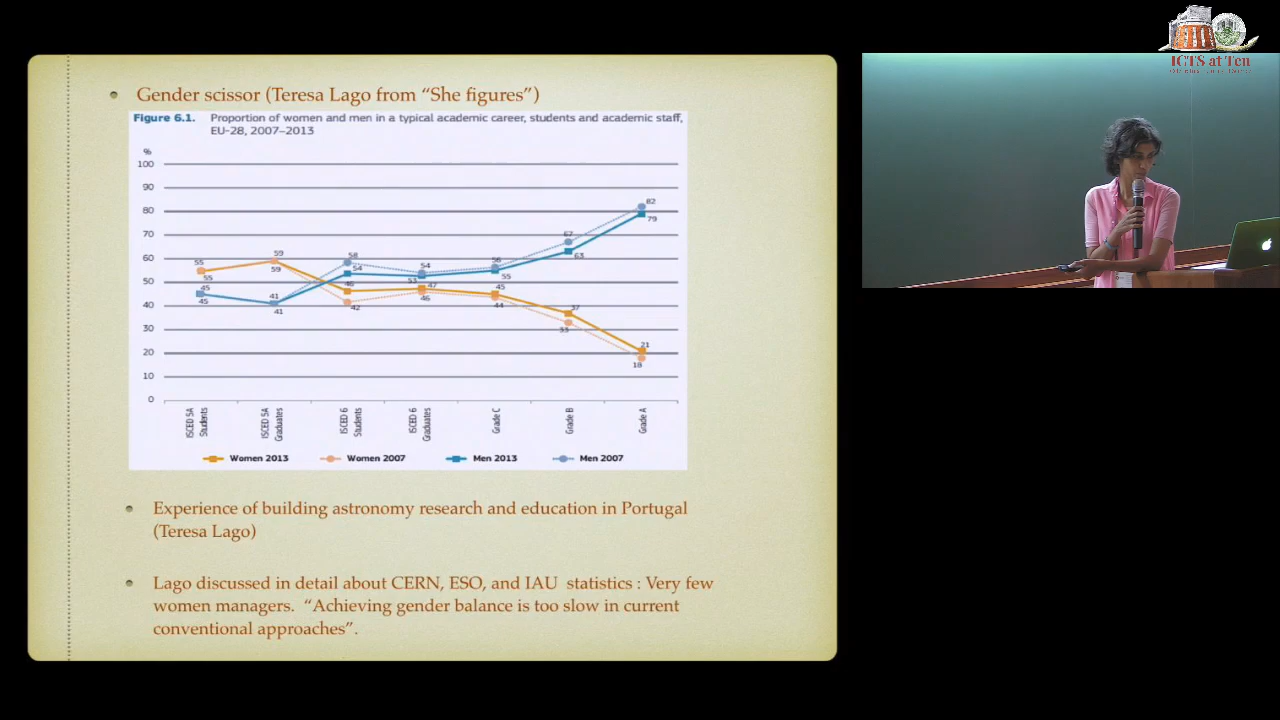 ICTS at Ten
Gender scissor (Teresa Lago from “She figures”)
Figure 6.1. Proportion of women and men in a typical academic career, students and academic staff,
EU-28, 2007–2013
%
100
90
80
70
60
50
40
30
20
10
0
55 59 58 54 56 67 82
55 59 54 53 55 63 79
45 41 46 47 45 37 21
45 41 42 46 44 33 18
ISCED 5A Students
ISCED 5A Graduates
ISCED 6 Students
ISCED 6 Graduates
Grade C
Grade B
Grade A
Women 2013 Women 2007 Men 2013 Men 2007
Experience of building astronomy research and education in Portugal
(Teresa Lago)
Lago discussed in detail about CERN, ESO, and IAU statistics : Very few
women managers. “Achieving gender balance is too slow in current
conventional approaches”.